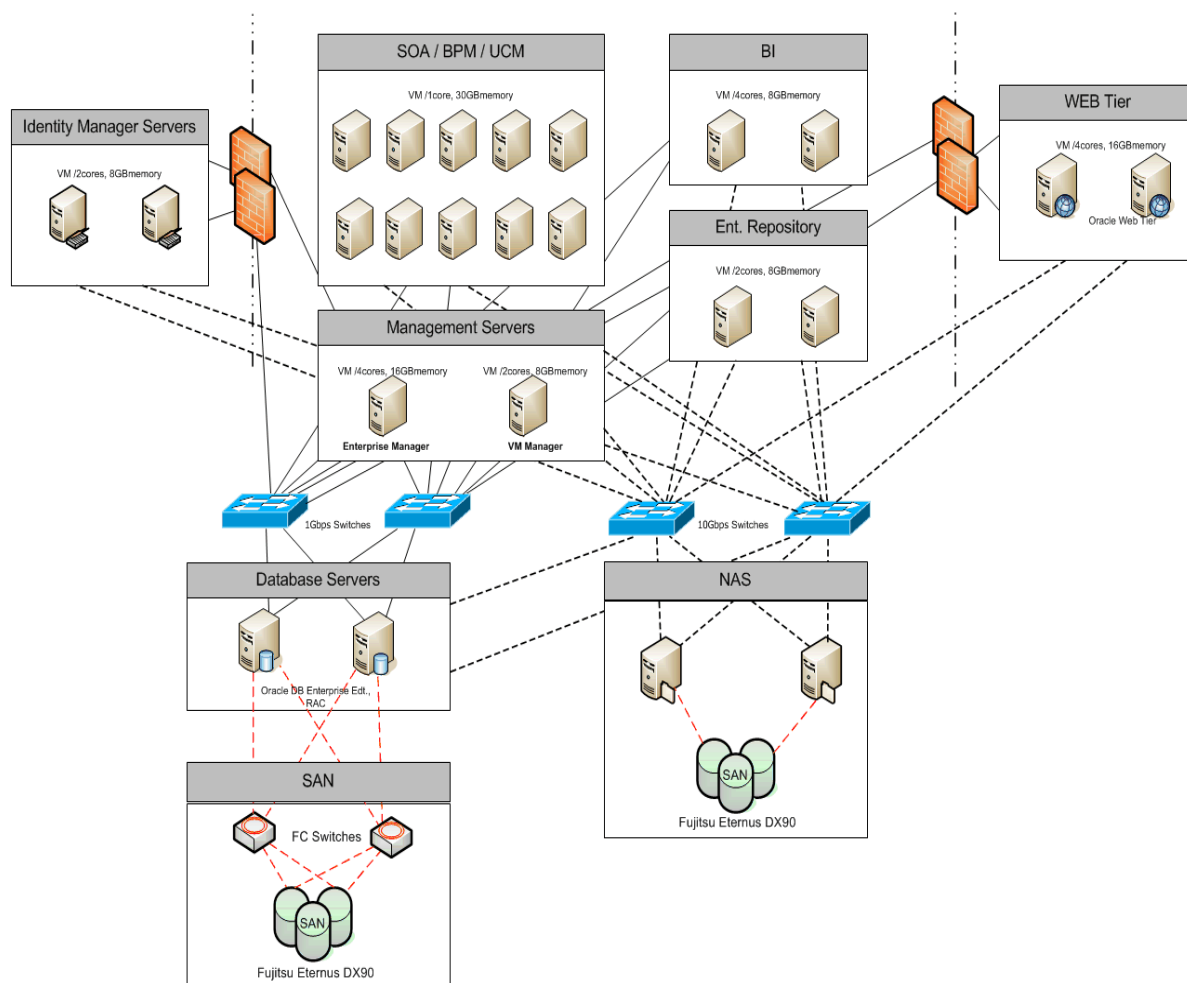 SOA / BPM / UCM
VM /1core, 30GBmemory
BI
VM /4cores, 8GBmemory
WEB Tier
VM /4cores, 16GBmemory
Oracle Web Tier
Identity Manager Servers
VM /2cores, 8GBmemory
Ent. Repository
VM /2cores, 8GBmemory
Management Servers
VM /4cores, 16GBmemory
VM /2cores, 8GBmemory
Enterprise Manager
VM Manager
1Gbps Switches
10Gbps Switches
Database Servers
Oracle DB Enterprise Edt.,
RAC
NAS
SAN
Fujitsu Eternus DX90
SAN
FC Switches
SAN
Fujitsu Eternus DX90